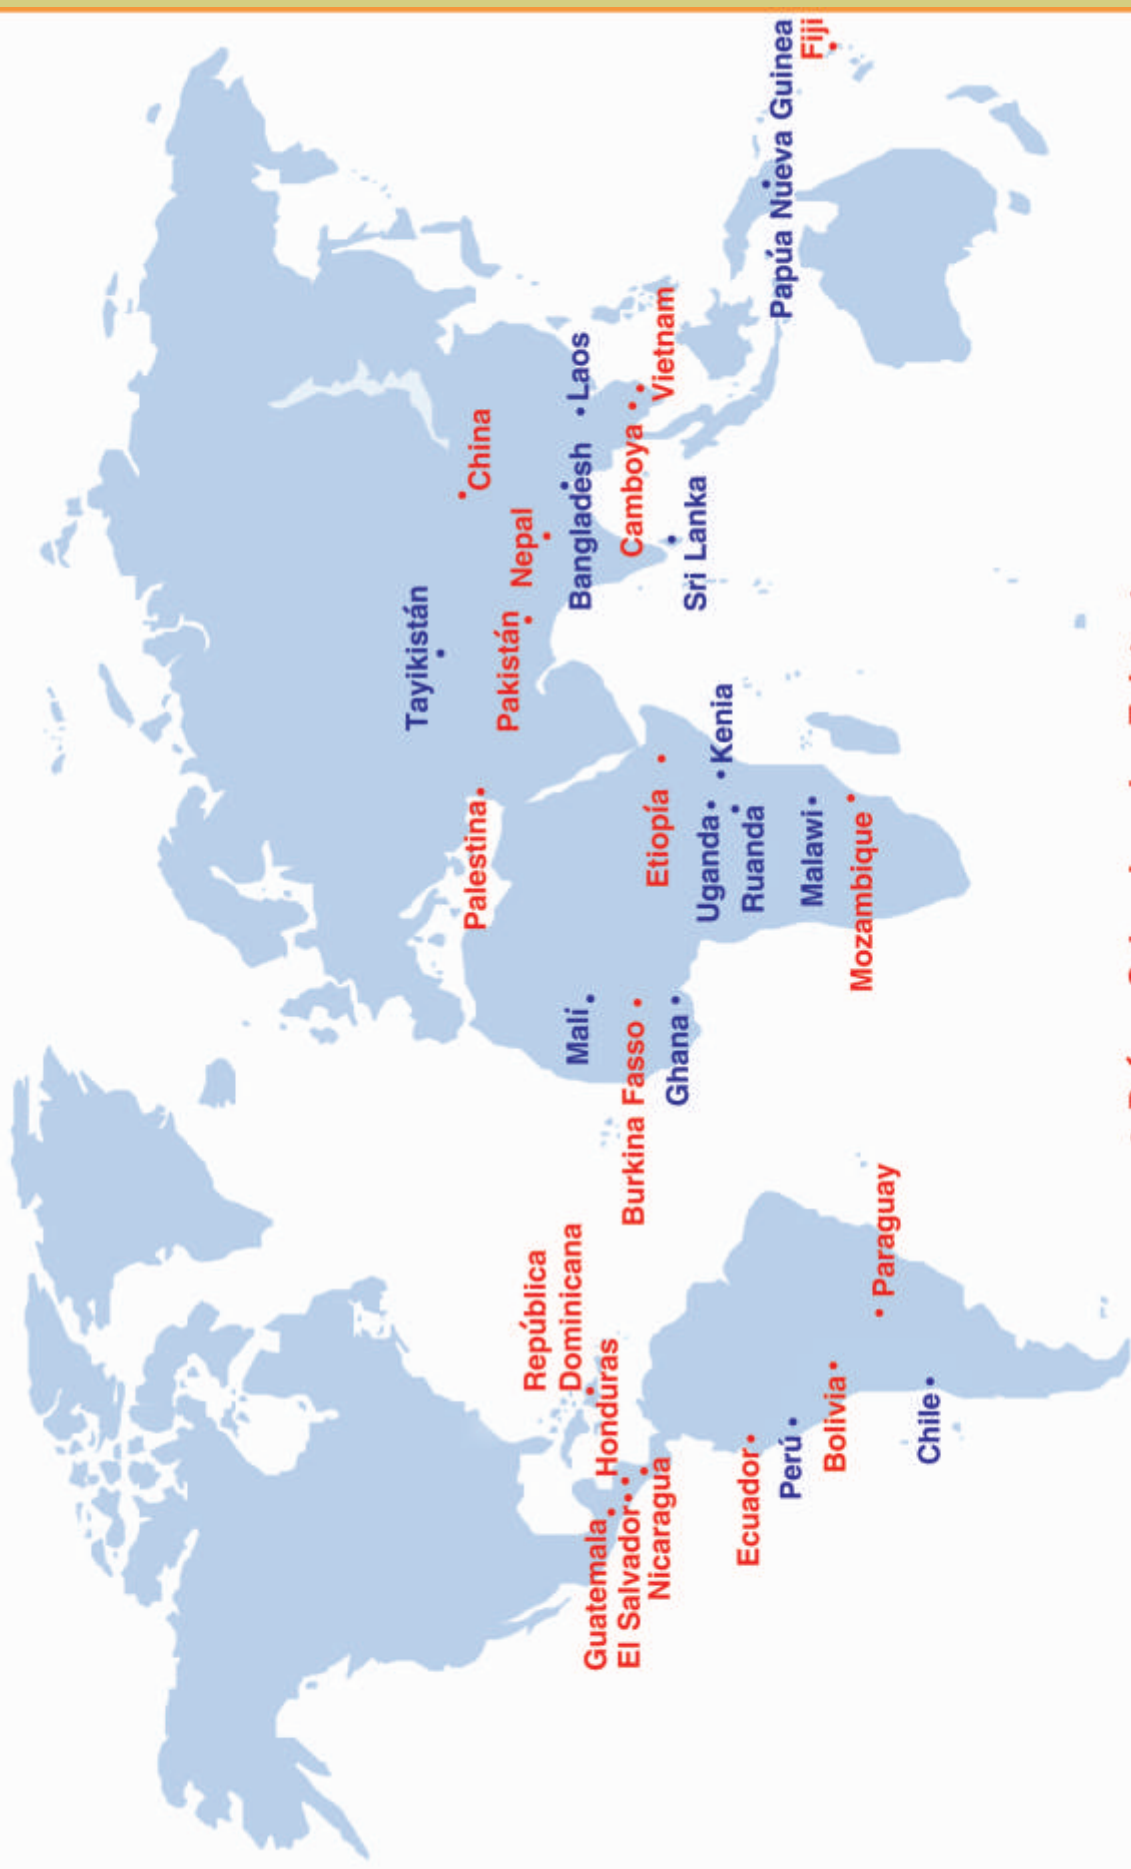 República
Dominicana
Honduras
Guatemala
El Salvador
Nicaragua
Ecuador
Perú
Bolivia
Chile
Paraguay
Mali
Burkina Fasso
Ghana
Palestina
Etiopía
Uganda
Kenia
Ruanda
Malawi
Mozambique
Tayikistán
Pakistán
Nepal
China
Bangladesh
Laos
Camboya
Vietnam
Sri Lanka
Papúa Nueva Guinea
Fiji